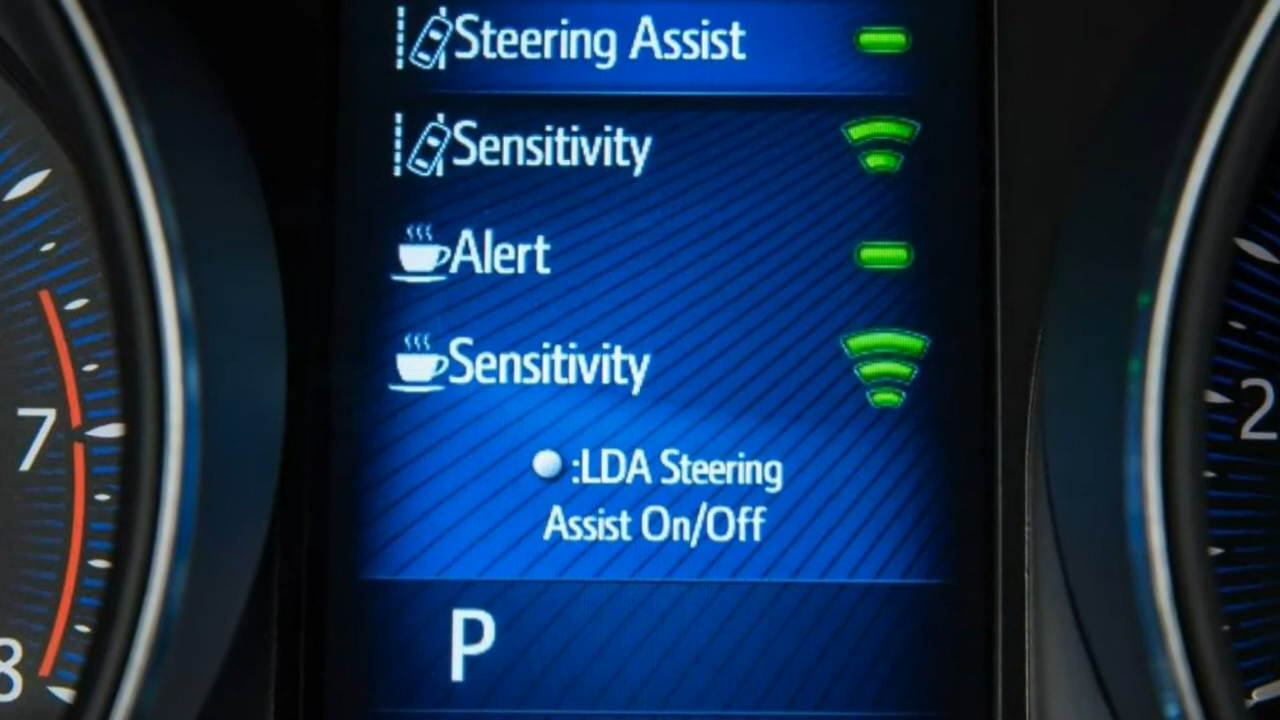 Steering Assist
Sensitivity
Alert
Sensitivity
:LDA Steering
Assist On/Off
P
7
8
2